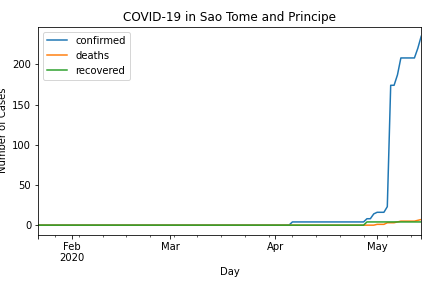 COVID-19 in Sao Tome and Principe
confirmed
deaths
recovered
200
150
100
50
0
Number of Cases
Feb
2020
Mar
Apr
May
Day